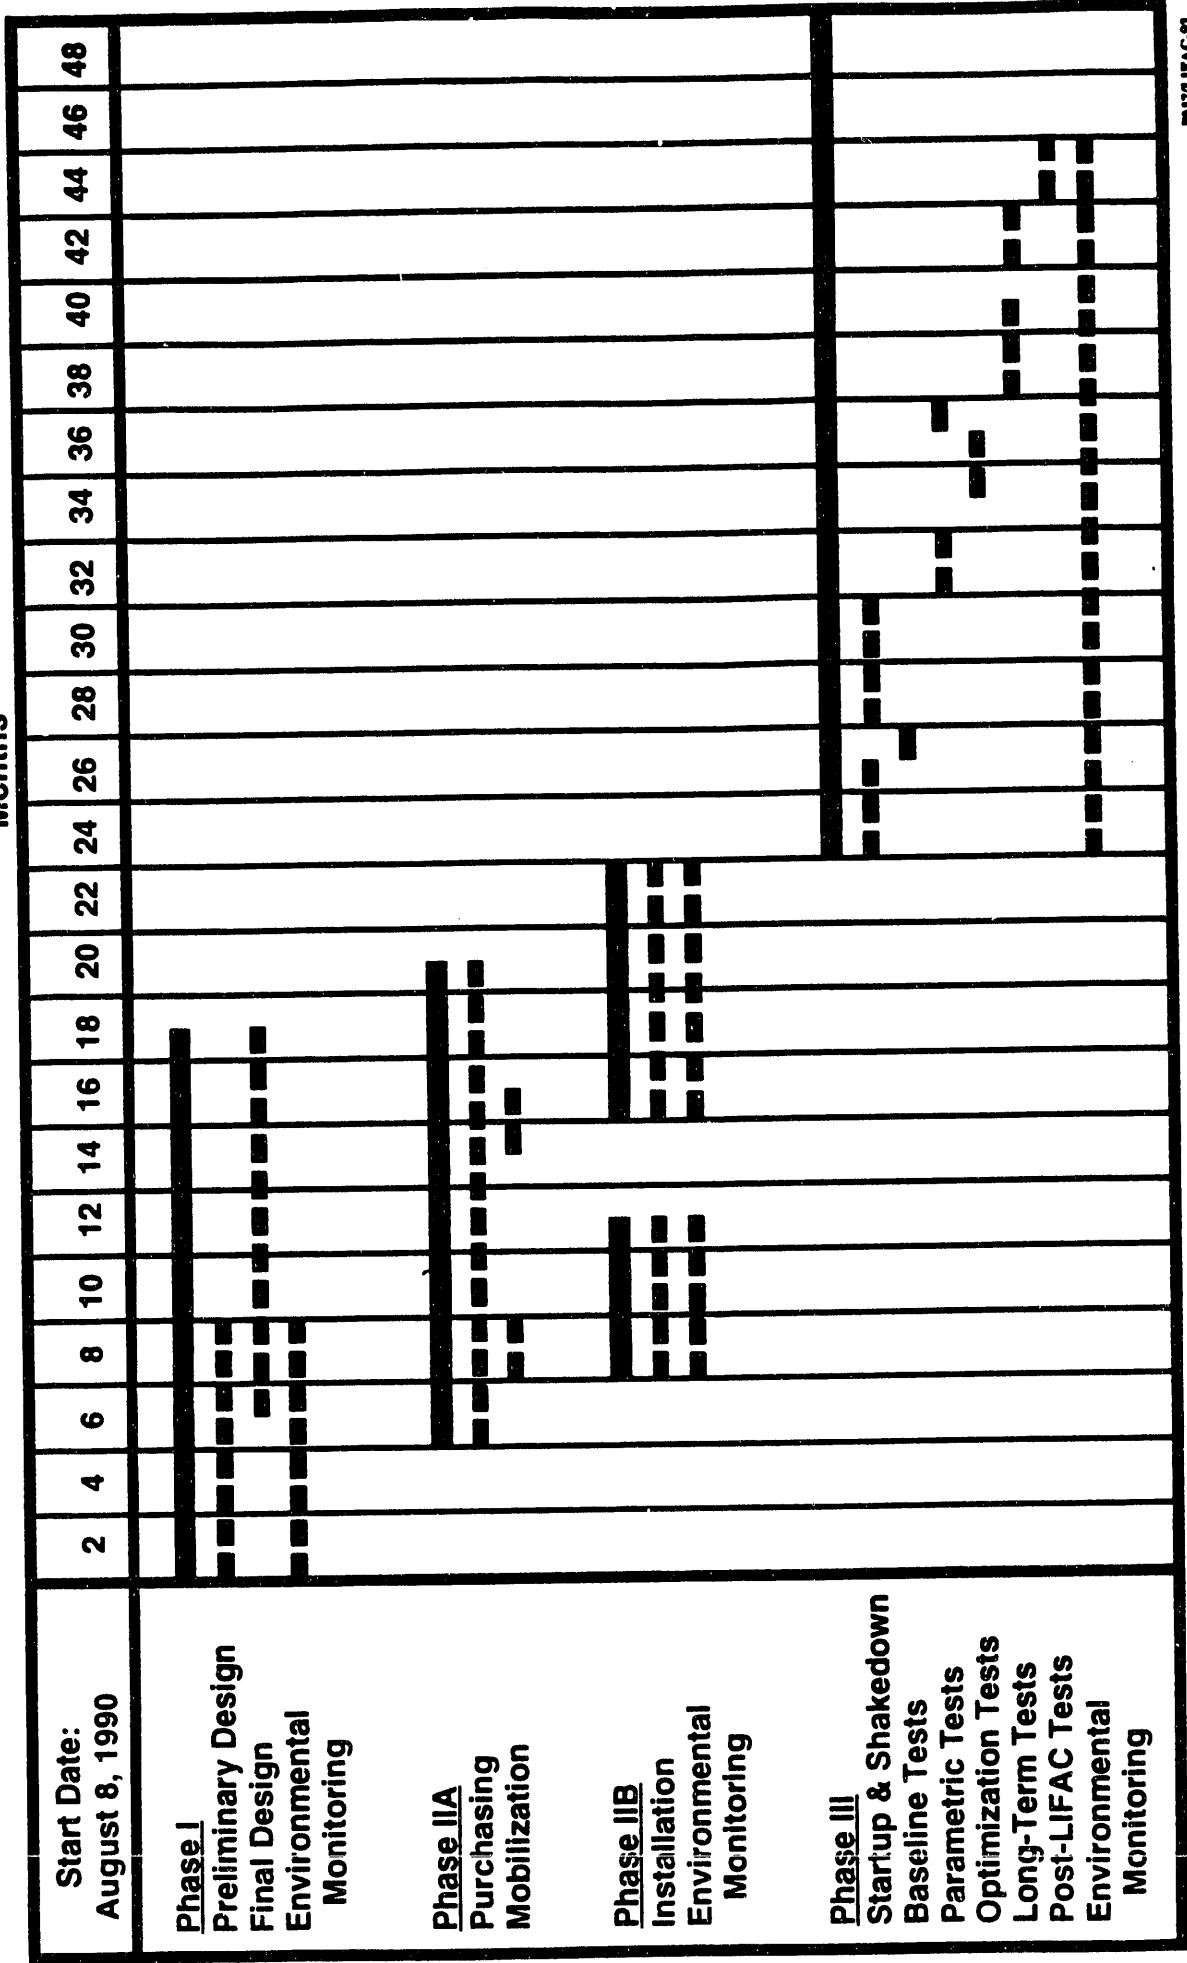 Months
Start Date:
August 8, 1990
2 4 6 8 10 12 14 16 18 20 22 24 26 28 30 32 34 36 38 40 42 44 46 48
Phase I
Preliminary Design
Final Design
Environmental
Monitoring
Phase IIA
Purchasing
Mobilization
Phase IIB
Installation
Environmental
Monitoring
Phase III
Startup & Shakedown
Baseline Tests
Parametric Tests
Optimization Tests
Long-Term Tests
Post-LIFAC Tests
Environmental
Monitoring